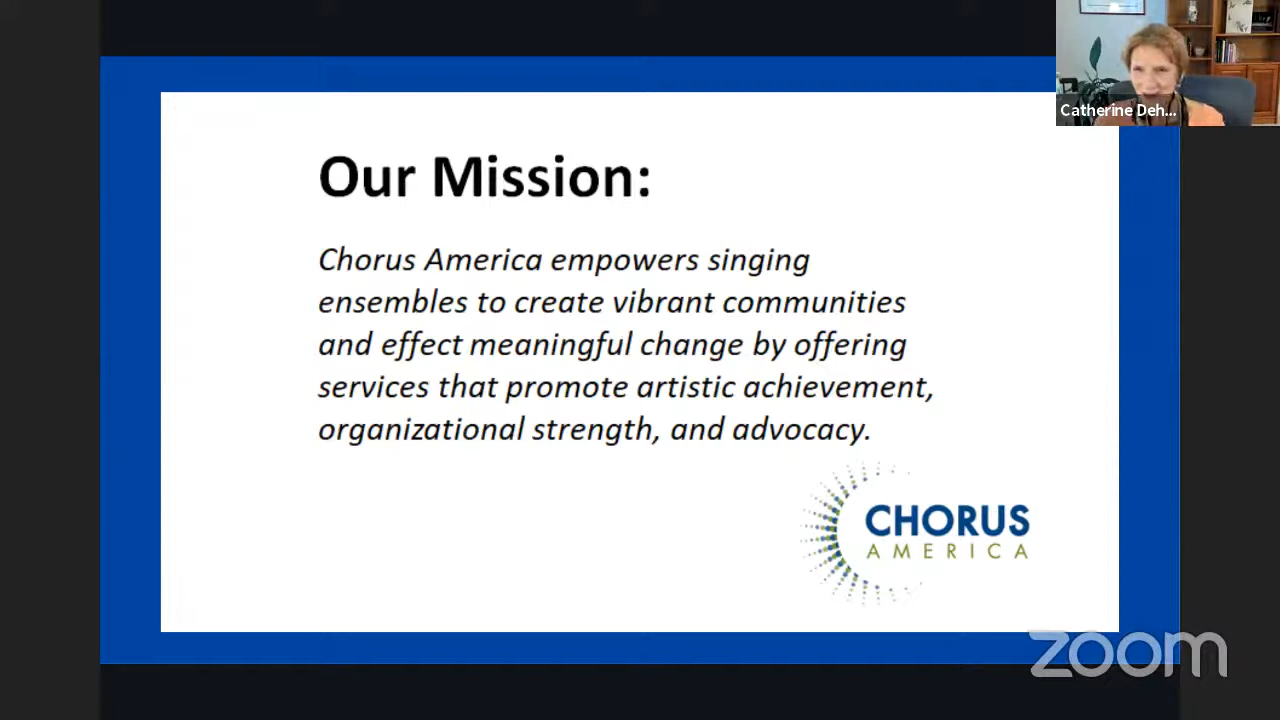 Catherine Deh...
Our Mission:
Chorus America empowers singing
ensembles to create vibrant communities
and effect meaningful change by offering
services that promote artistic achievement,
organizational strength, and advocacy.
CHORUS
AMERICA
zoom